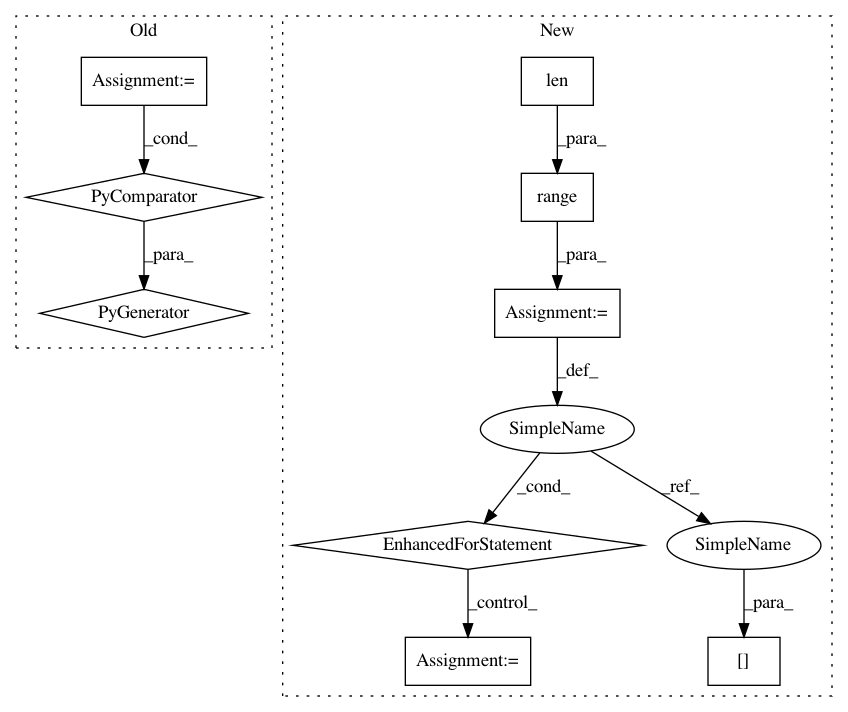 Old
New
Assignment:=
len
_cond_
_para_
PyComparator
range
_para_
_para_
PyGenerator
Assignment:=
_def_
SimpleName
_cond_
_ref_
EnhancedForStatement
SimpleName
_control_
_para_
Assignment:=
[]